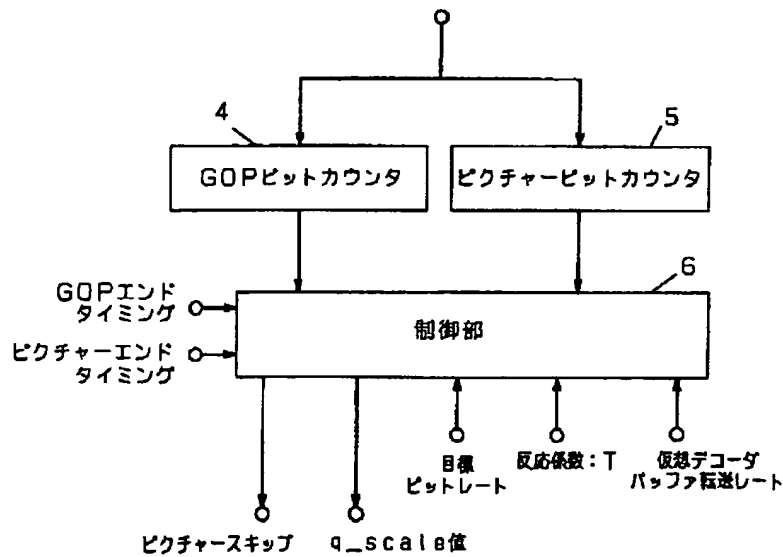 4
5
GOPビットカウンタ
ピクチャービットカウンタ
6
GOPエンド
タイミング
制御部
ピクチャーエンド
タイミング
目標
ビットレート
反応係数：T
仮想デコーダ
バッファ転送レート
ピクチャースキップ
q_scale値